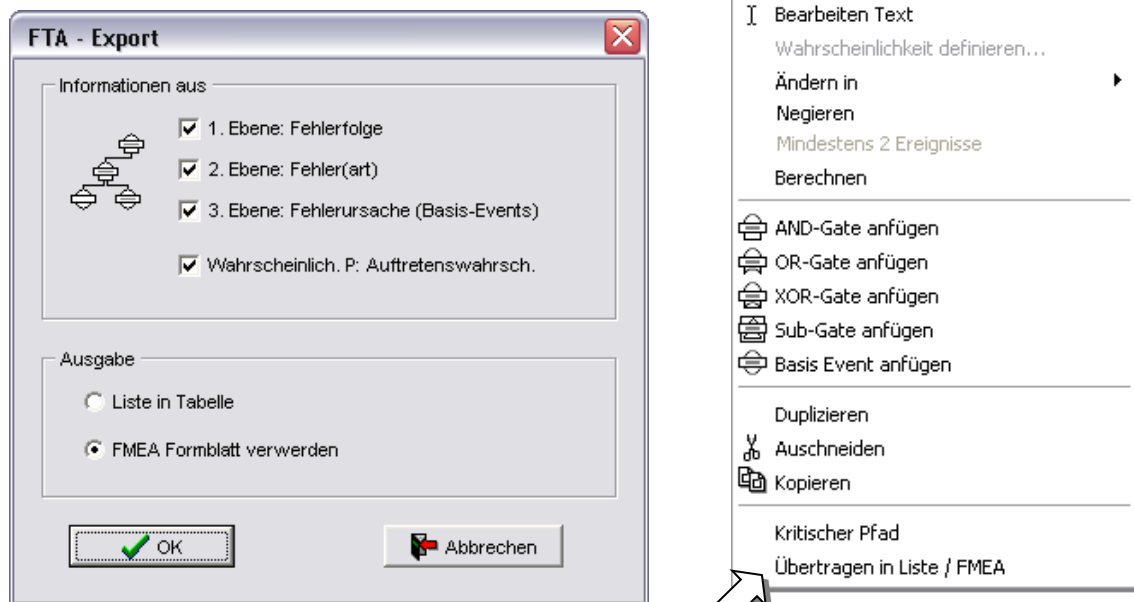 FTA - Export
Informationen aus
1. Ebene: Fehlerfolge
2. Ebene: Fehler(art)
3. Ebene: Fehlerursache (Basis-Events)
Wahrscheinlich. P: Auftretenswahrsch.
Ausgabe
Liste in Tabelle
FMEA Formblatt verwerden
OK
Abbrechen
Bearbeiten Text
Wahrscheinlichkeit definieren...
Ändern in
Negieren
Mindestens 2 Ereignisse
Berechnen
AND-Gate anfügen
OR-Gate anfügen
XOR-Gate anfügen
Sub-Gate anfügen
Basis Event anfügen
Duplizieren
Auschneiden
Kopieren
Kritischer Pfad
Übertragen in Liste / FMEA